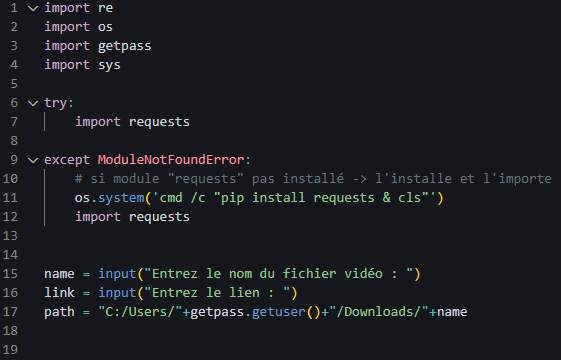 1 import re
2 import os
3 import getpass
4 import sys
5
6 try:
7     import requests
8
9 except ModuleNotFoundError:
10     # si module "requests" pas installé -> l'installe et l'importe
11     os.system('cmd /c "pip install requests & cls"')
12     import requests
13
14
15 name = input("Entrez le nom du fichier vidéo : ")
16 link = input("Entrez le lien : ")
17 path = "C:/Users/"+getpass.getuser()+"/Downloads/"+name
18
19